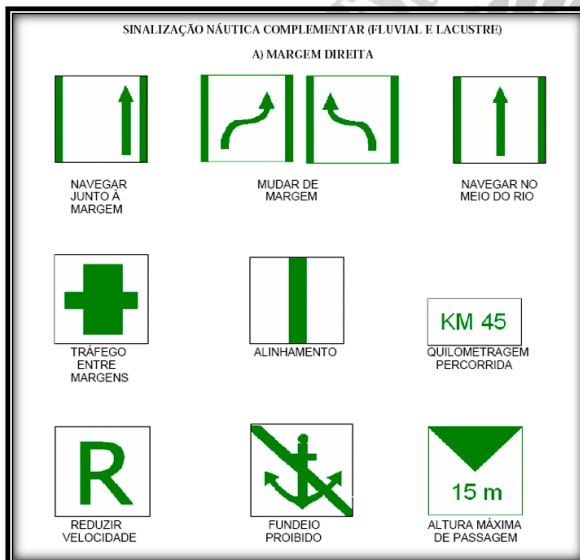 SINALIZAÇÃO NÁUTICA COMPLEMENTAR (FLUVIAL E LACUSTRE)
A) MARGEM DIREITA
NAVEGAR
JUNTO À
MARGEM
MUDAR DE
MARGEM
NAVEGAR NO
MEIO DO RIO
TRÁFEGO
ENTRE
MARGENS
ALINHAMENTO
KM 45
QUILOMETRAGEM
PERCORRIDA
R
REDUZIR
VELOCIDADE
FUNDEIO
PROIBIDO
15 m
ALTURA MÁXIMA
DE PASSAGEM